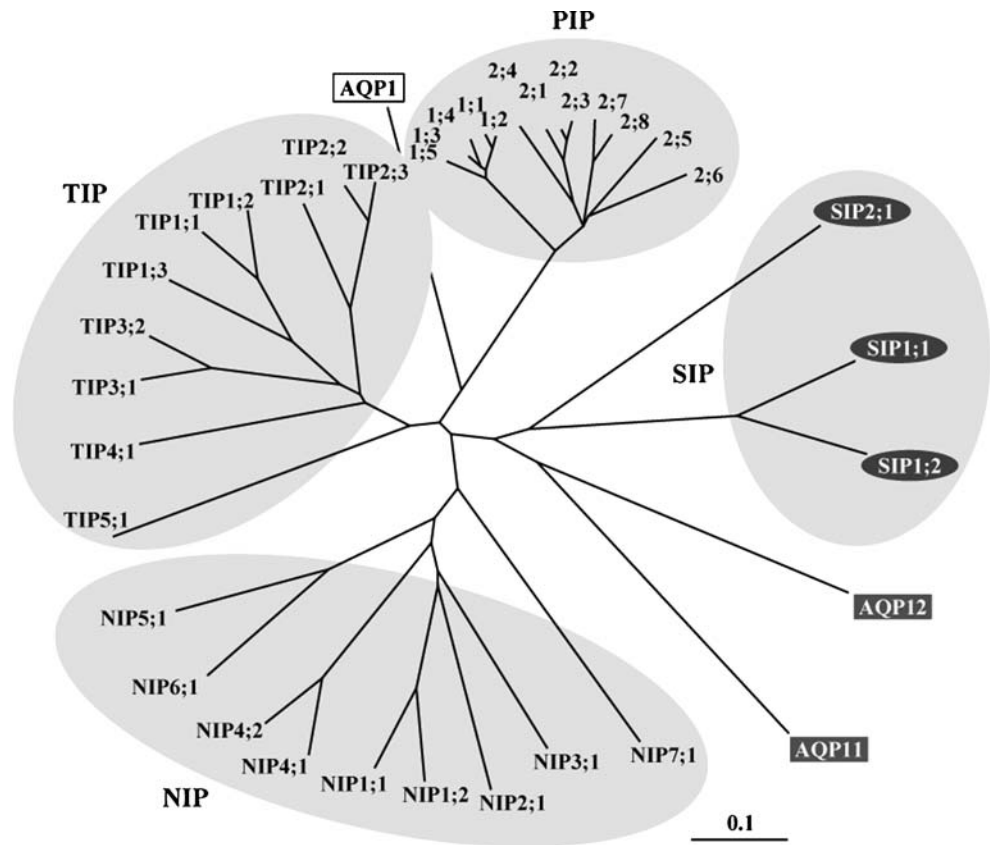 PIP
AQP1
2;4
2;2
2;1
2;3
2;7
2;8
2;5
2;6
1;1
1;4
1;2
1;3
1;5
TIP
TIP2;2
TIP2;3
TIP2;1
TIP1;2
TIP1;1
TIP1;3
TIP3;2
TIP3;1
TIP4;1
TIP5;1
SIP
SIP2;1
SIP1;1
SIP1;2
AQP12
AQP11
NIP
NIP5;1
NIP6;1
NIP4;2
NIP4;1
NIP1;1
NIP1;2
NIP2;1
NIP3;1
NIP7;1
0.1